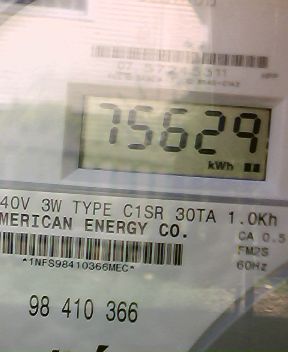 75629
kWh
40V 3W TYPE C1SR 30TA 1.0Kh
MERICAN ENERGY CO.
CA 0.5
FM2S
*1NFS98410366MEC*
60Hz
98 410 366